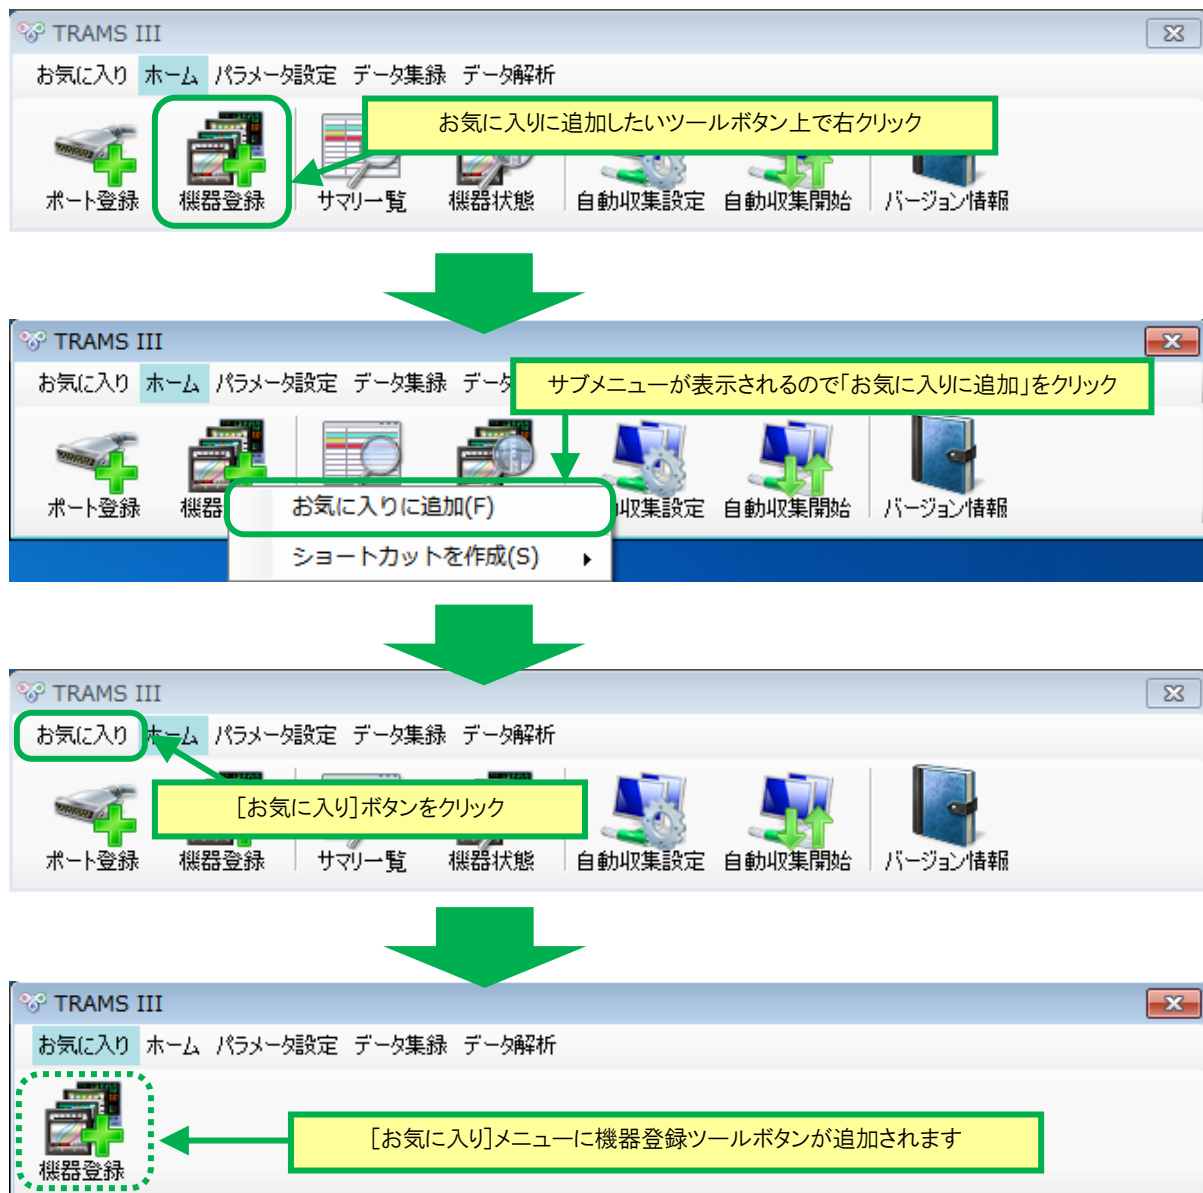 TRAMS III
お気に入り ホーム パラメータ設定 データ集録 データ解析
お気に入りに追加したいツールボタン上で右クリック
ポート登録 機器登録 サマリ一覧 機器状態 自動収集設定 自動収集開始 バージョン情報
TRAMS III
お気に入り ホーム パラメータ設定 データ集録 データ
サブメニューが表示されるので「お気に入りに追加」をクリック
ポート登録 機器 収集設定 自動収集開始 バージョン情報
お気に入りに追加(F)
ショートカットを作成(S)
TRAMS III
お気に入り ホーム パラメータ設定 データ集録 データ解析
[お気に入り]ボタンをクリック
ポート登録 機器登録 サマリ一覧 機器状態 自動収集設定 自動収集開始 バージョン情報
TRAMS III
お気に入り ホーム パラメータ設定 データ集録 データ解析
[お気に入り]メニューに機器登録ツールボタンが追加されます
機器登録